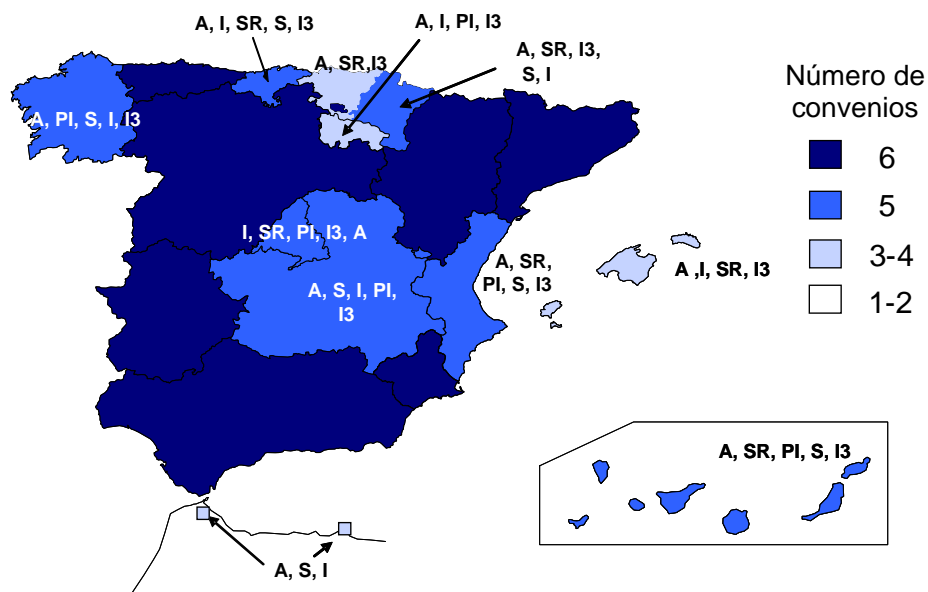 A, I, SR, S, I3
A, I, PI, I3
A, SR, I3,
S, I
A, SR,I3
A, PI, S, I, I3
Número de
convenios
6
5
3-4
1-2
I, SR, PI, I3, A
A, SR,
PI, S, I3
A ,I, SR, I3
A, S, I, PI,
I3
A, SR, PI, S, I3
A, S, I